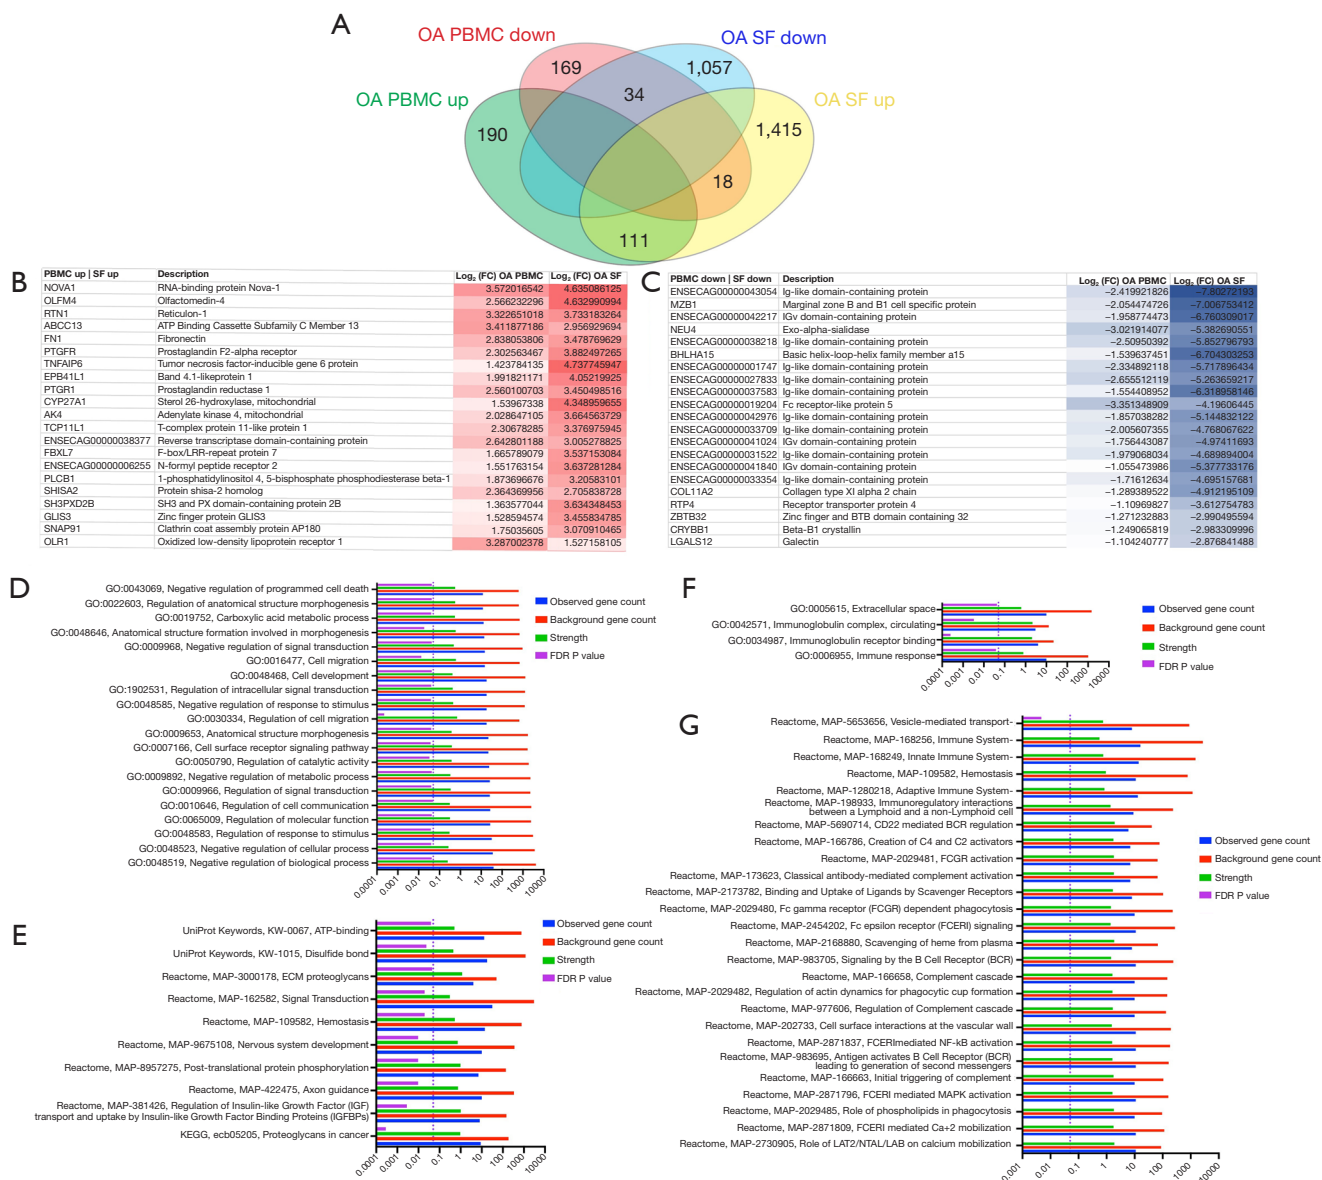 A
OA PBMC down
OA SF down
OA PBMC up
OA SF up
169
1,057
34
190
1,415
18
111
B
PBMC up | SF up Description Log₂ (FC) OA PBMC Log₂ (FC) OA SF
NOVA1 RNA-binding protein Nova-1 3.572016542 4.635086125
OLFM4 Olfactomedin-4 2.566232296 4.632990994
RTN1 Reticulon-1 3.322651018 3.733183264
ABCC13 ATP Binding Cassette Subfamily C Member 13 3.411877186 2.956929694
FN1 Fibronectin 2.838053806 3.478769629
PTGFR Prostaglandin F2-alpha receptor 2.302563467 3.882497265
TNFAIP6 Tumor necrosis factor-inducible gene 6 protein 1.423784135 4.737745947
EPB41L1 Band 4.1-likeprotein 1 1.991821171 4.05219925
PTGR1 Prostaglandin reductase 1 2.560100703 3.450498516
CYP27A1 Sterol 26-hydroxylase, mitochondrial 1.53967338 4.348959655
AK4 Adenylate kinase 4, mitochondrial 2.028647105 3.664563729
TCP11L1 T-complex protein 11-like protein 1 2.30678285 3.376975945
ENSECAG00000038377 Reverse transcriptase domain-containing protein 2.642801188 3.005278825
FBXL7 F-box/LRR-repeat protein 7 1.665789079 3.537153084
ENSECAG00000006255 N-formyl peptide receptor 2 1.551763154 3.637281284
PLCB1 1-phosphatidylinositol 4, 5-bisphosphate phosphodiesterase beta-1 1.873696676 3.20583101
SHISA2 Protein shisa-2 homolog 2.364369956 2.705838728
SH3PXD2B SH3 and PX domain-containing protein 2B 1.363577044 3.634348453
GLIS3 Zinc finger protein GLIS3 1.528594574 3.455834785
SNAP91 Clathrin coat assembly protein AP180 1.75035605 3.070910465
OLR1 Oxidized low-density lipoprotein receptor 1 3.287002378 1.527158105
C
PBMC down | SF down Description Log₂ (FC) OA PBMC Log₂ (FC) OA SF
ENSECAG00000043054 Ig-like domain-containing protein −2.419921826 −7.80272193
MZB1 Marginal zone B and B1 cell specific protein −2.054474726 −7.006753412
ENSECAG00000042217 IGv domain-containing protein −1.958774473 −6.760309017
NEU4 Exo-alpha-sialidase −3.021914077 −5.382690551
ENSECAG00000038218 Ig-like domain-containing protein −2.50950392 −5.852796793
BHLHA15 Basic helix-loop-helix family member a15 −1.539637451 −6.704303253
ENSECAG00000001747 Ig-like domain-containing protein −2.334892118 −5.717896434
ENSECAG00000027833 Ig-like domain-containing protein −2.655512119 −5.263659217
ENSECAG00000037583 Ig-like domain-containing protein −1.554408952 −6.318958146
ENSECAG00000019204 Fc receptor-like protein 5 −3.351348909 −4.19606445
ENSECAG00000042976 Ig-like domain-containing protein −1.857038282 −5.144832122
ENSECAG00000033709 Ig-like domain-containing protein −2.005607355 −4.768067622
ENSECAG00000041024 IGv domain-containing protein −1.756443087 −4.97411693
ENSECAG00000031522 Ig-like domain-containing protein −1.979068034 −4.689894004
ENSECAG00000041840 IGv domain-containing protein −1.055473986 −5.377733176
ENSECAG00000033354 Ig-like domain-containing protein −1.71612634 −4.695157681
COL11A2 Collagen type XI alpha 2 chain −1.289389522 −4.912195109
RTP4 Receptor transporter protein 4 −1.10969827 −3.612754783
ZBTB32 Zinc finger and BTB domain containing 32 −1.271232883 −2.990495594
CRYBB1 Beta-B1 crystallin −1.249065819 −2.983309996
LGALS12 Galectin −1.104240777 −2.876841488
D
GO:0043069, Negative regulation of programmed cell death
GO:0022603, Regulation of anatomical structure morphogenesis
GO:0019752, Carboxylic acid metabolic process
GO:0048646, Anatomical structure formation involved in morphogenesis
GO:0009968, Negative regulation of signal transduction
GO:0016477, Cell migration
GO:0048468, Cell development
GO:1902531, Regulation of intracellular signal transduction
GO:0048585, Negative regulation of response to stimulus
GO:0030334, Regulation of cell migration
GO:0009653, Anatomical structure morphogenesis
GO:0007166, Cell surface receptor signaling pathway
GO:0050790, Regulation of catalytic activity
GO:0009892, Negative regulation of metabolic process
GO:0009966, Regulation of signal transduction
GO:0010646, Regulation of cell communication
GO:0065009, Regulation of molecular function
GO:0048583, Regulation of response to stimulus
GO:0048523, Negative regulation of cellular process
GO:0048519, Negative regulation of biological process
0.0001 0.001 0.01 0.1 1 10 100 1000 10000
Observed gene count
Background gene count
Strength
FDR P value
E
UniProt Keywords, KW-0067, ATP-binding
UniProt Keywords, KW-1015, Disulfide bond
Reactome, MAP-3000178, ECM proteoglycans
Reactome, MAP-162582, Signal Transduction
Reactome, MAP-109582, Hemostasis
Reactome, MAP-9675108, Nervous system development
Reactome, MAP-8957275, Post-translational protein phosphorylation
Reactome, MAP-422475, Axon guidance
Reactome, MAP-381426, Regulation of Insulin-like Growth Factor (IGF)
transport and uptake by Insulin-like Growth Factor Binding Proteins (IGFBPs)
KEGG, ecb05205, Proteoglycans in cancer
0.0001 0.001 0.01 0.1 1 10 100 1000 10000
Observed gene count
Background gene count
Strength
FDR P value
F
GO:0005615, Extracellular space
GO:0042571, Immunoglobulin complex, circulating
GO:0034987, Immunoglobulin receptor binding
GO:0006955, Immune response
0.0001 0.001 0.01 0.1 1 10 100 1000 10000
Observed gene count
Background gene count
Strength
FDR P value
G
Reactome, MAP-5653656, Vesicle-mediated transport-
Reactome, MAP-168256, Immune System-
Reactome, MAP-168249, Innate Immune System-
Reactome, MAP-109582, Hemostasis
Reactome, MAP-1280218, Adaptive Immune System-
Reactome, MAP-198933, Immunoregulatory interactions
between a Lymphoid and a non-Lymphoid cell
Reactome, MAP-5690714, CD22 mediated BCR regulation
Reactome, MAP-166786, Creation of C4 and C2 activators
Reactome, MAP-2029481, FCGR activation
Reactome, MAP-173623, Classical antibody-mediated complement activation
Reactome, MAP-2173782, Binding and Uptake of Ligands by Scavenger Receptors
Reactome, MAP-2029480, Fc gamma receptor (FCGR) dependent phagocytosis
Reactome, MAP-2454202, Fc epsilon receptor (FCERI) signaling
Reactome, MAP-2168880, Scavenging of heme from plasma
Reactome, MAP-983705, Signaling by the B Cell Receptor (BCR)
Reactome, MAP-166658, Complement cascade
Reactome, MAP-2029482, Regulation of actin dynamics for phagocytic cup formation
Reactome, MAP-977606, Regulation of Complement cascade
Reactome, MAP-202733, Cell surface interactions at the vascular wall
Reactome, MAP-2871837, FCERImediated NF-kB activation
Reactome, MAP-983695, Antigen activates B Cell Receptor (BCR)
leading to generation of second messengers
Reactome, MAP-166663, Initial triggering of complement
Reactome, MAP-2871796, FCERI mediated MAPK activation
Reactome, MAP-2029485, Role of phospholipids in phagocytosis
Reactome, MAP-2871809, FCERI mediated Ca+2 mobilization
Reactome, MAP-2730905, Role of LAT2/NTAL/LAB on calcium mobilization
0.001 0.01 0.1 1 10 100 1000 10000
Observed gene count
Background gene count
Strength
FDR P value